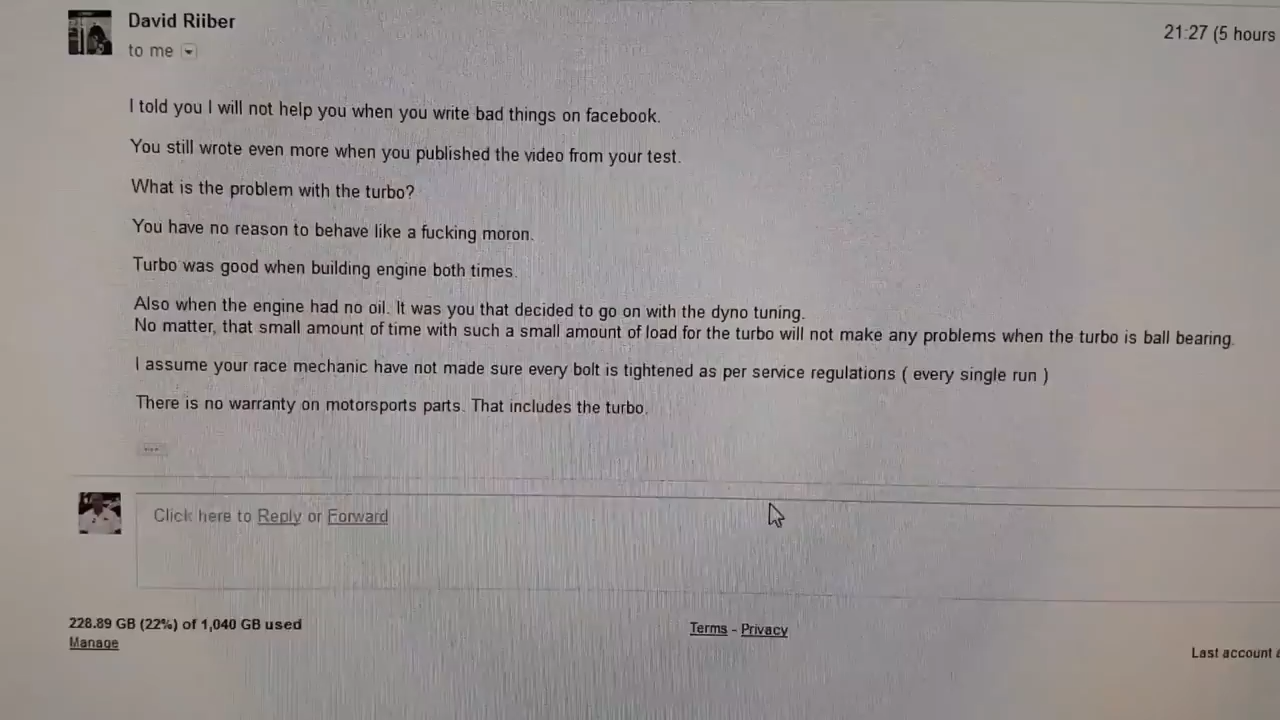 David Riiber
21:27 (5 hours
to me
I told you I will not help you when you write bad things on facebook.
You still wrote even more when you published the video from your test.
What is the problem with the turbo?
You have no reason to behave like a fucking moron.
Turbo was good when building engine both times.
Also when the engine had no oil. It was you that decided to go on with the dyno tuning.
No matter, that small amount of time with such a small amount of load for the turbo will not make any problems when the turbo is ball bearing.
I assume your race mechanic have not made sure every bolt is tightened as per service regulations ( every single run )
There is no warranty on motorsports parts. That includes the turbo.
...
Click here to Reply or Forward
228.89 GB (22%) of 1,040 GB used
Manage
Terms - Privacy
Last account